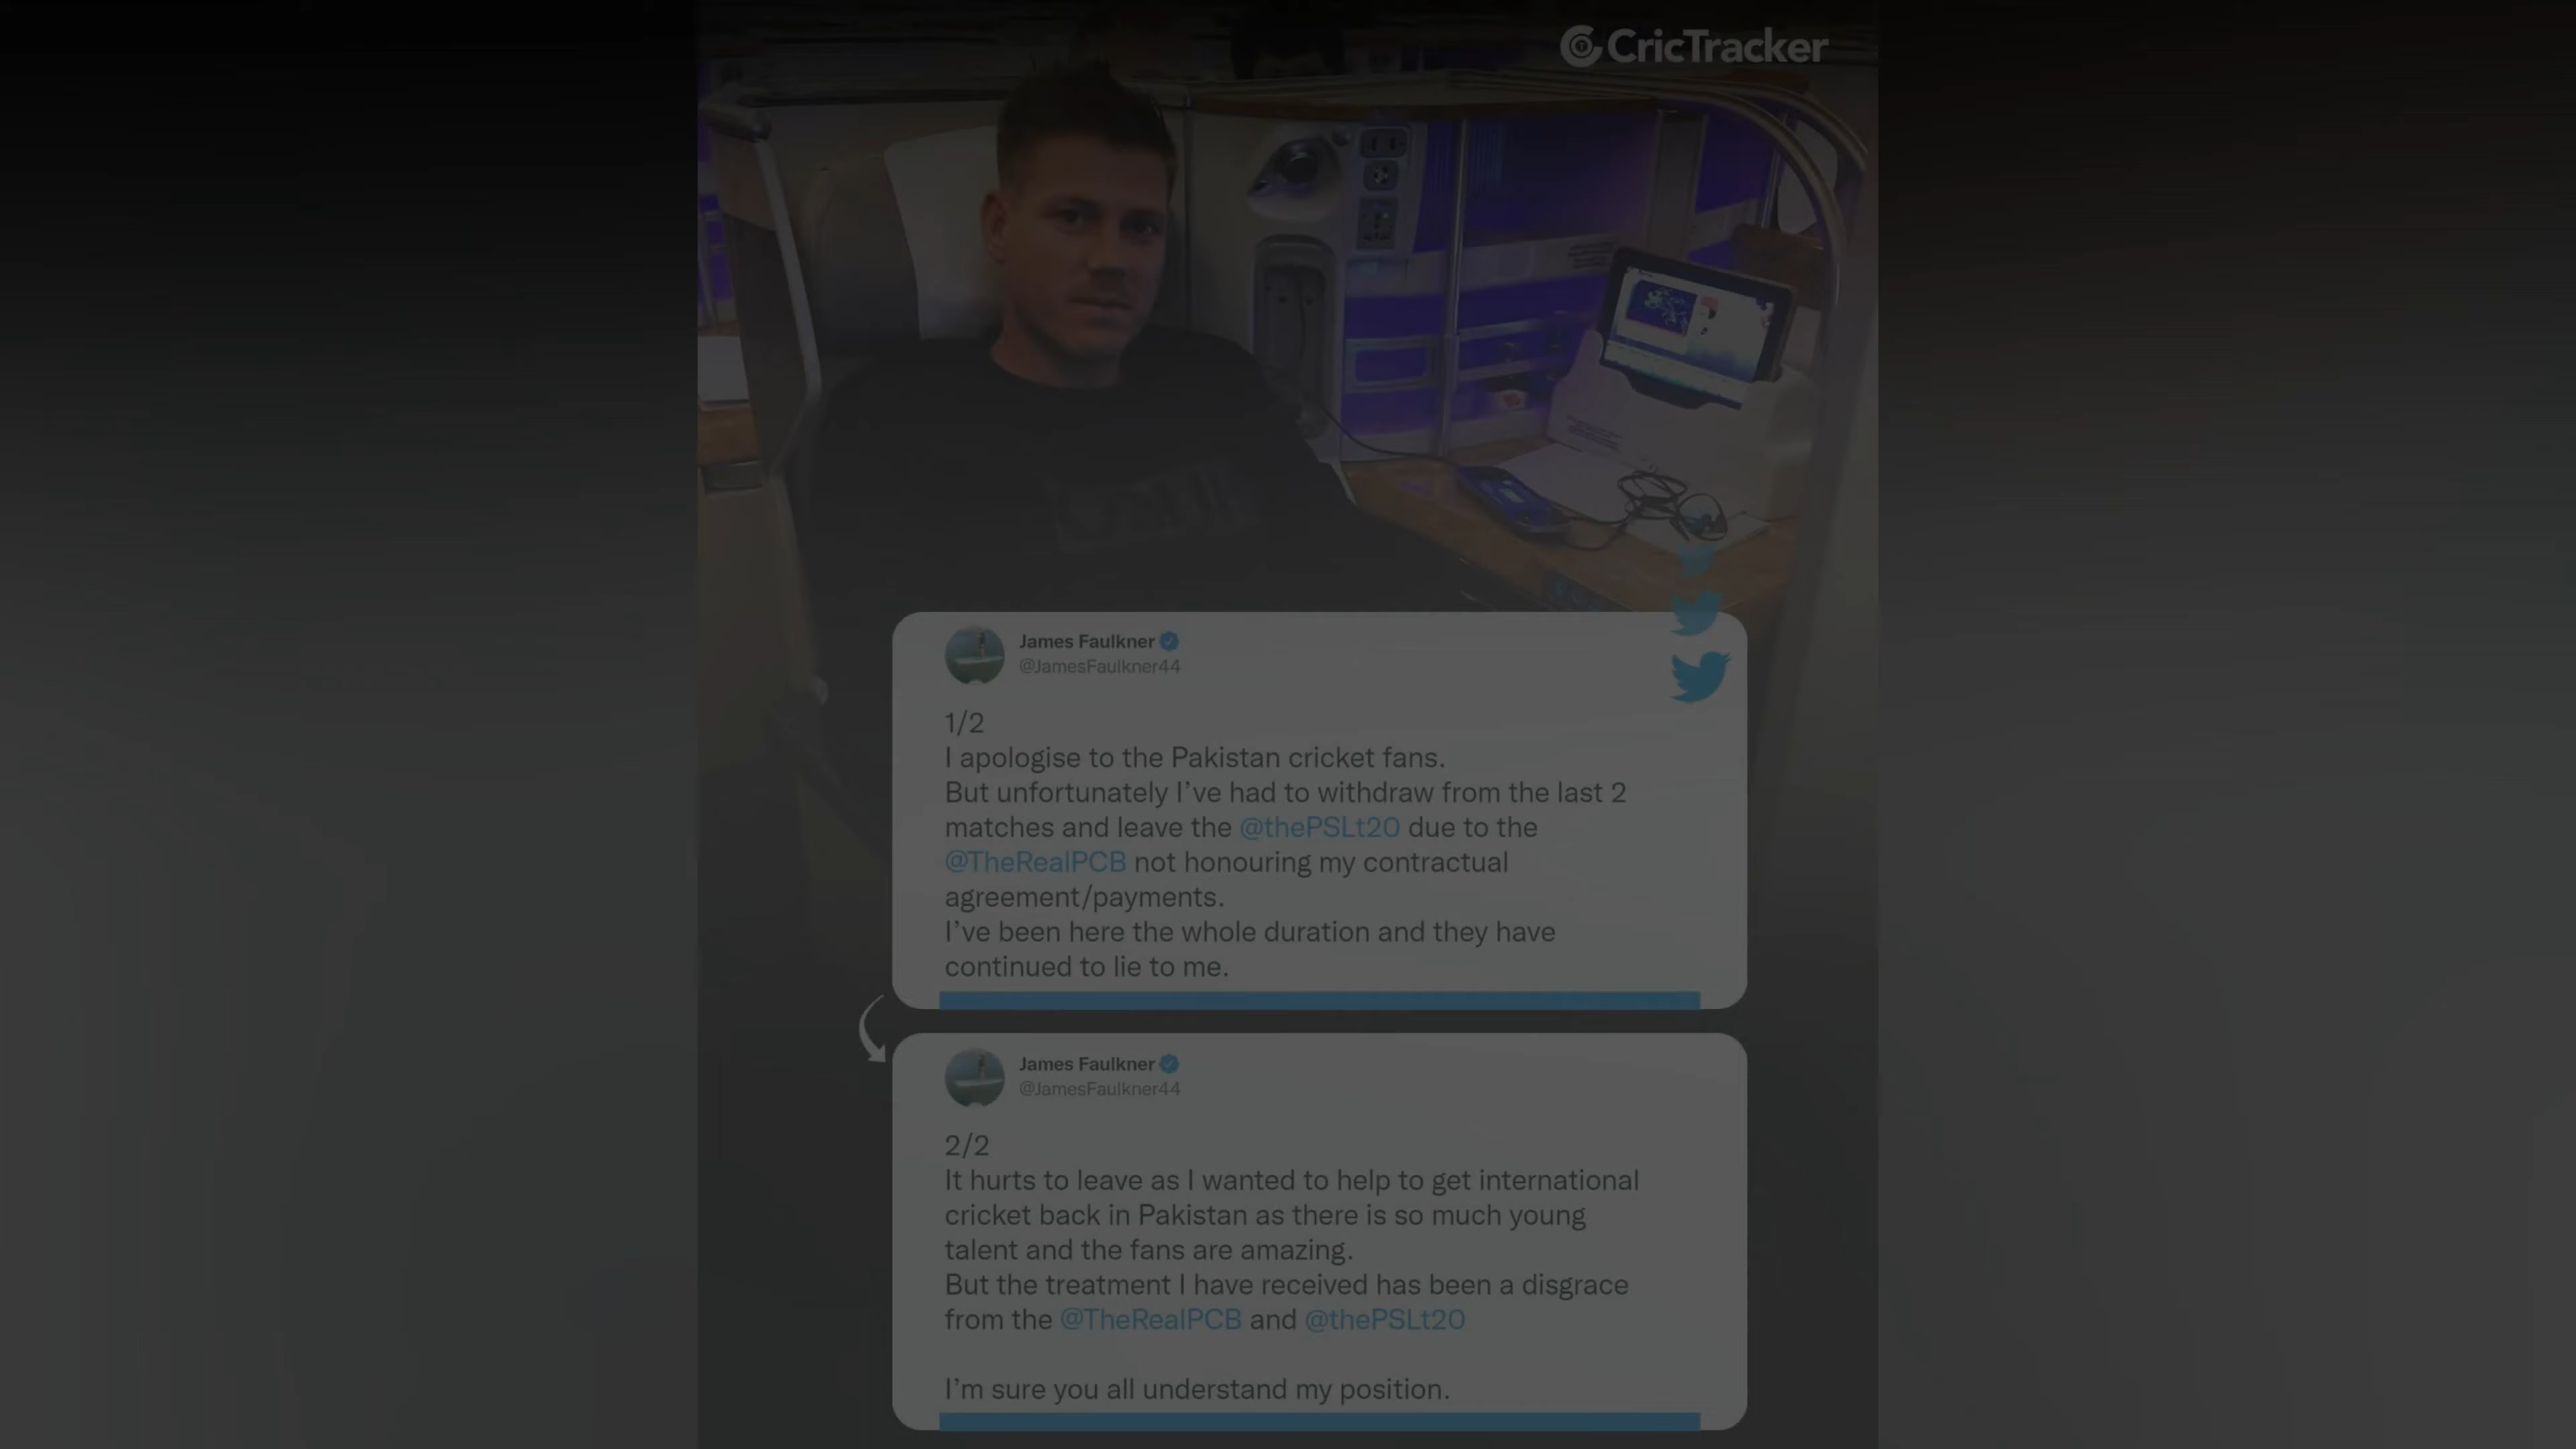 CricTracker
James Faulkner
@JamesFaulkner44
1/2
I apologise to the Pakistan cricket fans.
But unfortunately I've had to withdraw from the last 2
matches and leave the @thePSLt20 due to the
@TheRealPCB not honouring my contractual
agreement/payments.
I've been here the whole duration and they have
continued to lie to me.
James Faulkner
@JamesFaulkner44
2/2
It hurts to leave as I wanted to help to get international
cricket back in Pakistan as there is so much young
talent and the fans are amazing.
But the treatment I have received has been a disgrace
from the @TheRealPCB and @thePSLt20
I'm sure you all understand my position.